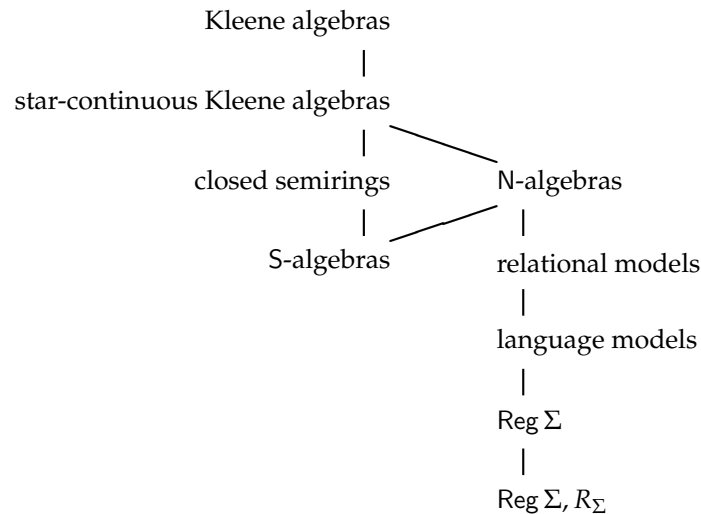 Kleene algebras
star-continuous Kleene algebras
closed semirings N-algebras
S-algebras relational models
language models
Reg Σ
Reg Σ, R_Σ